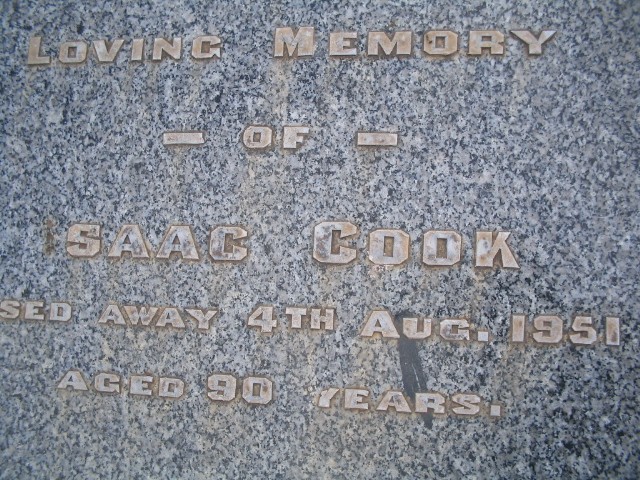 LOVING MEMORY
— OF —
ISAAC COOK
SED AWAY 4TH AUG. 1951
AGED 90 YEARS.